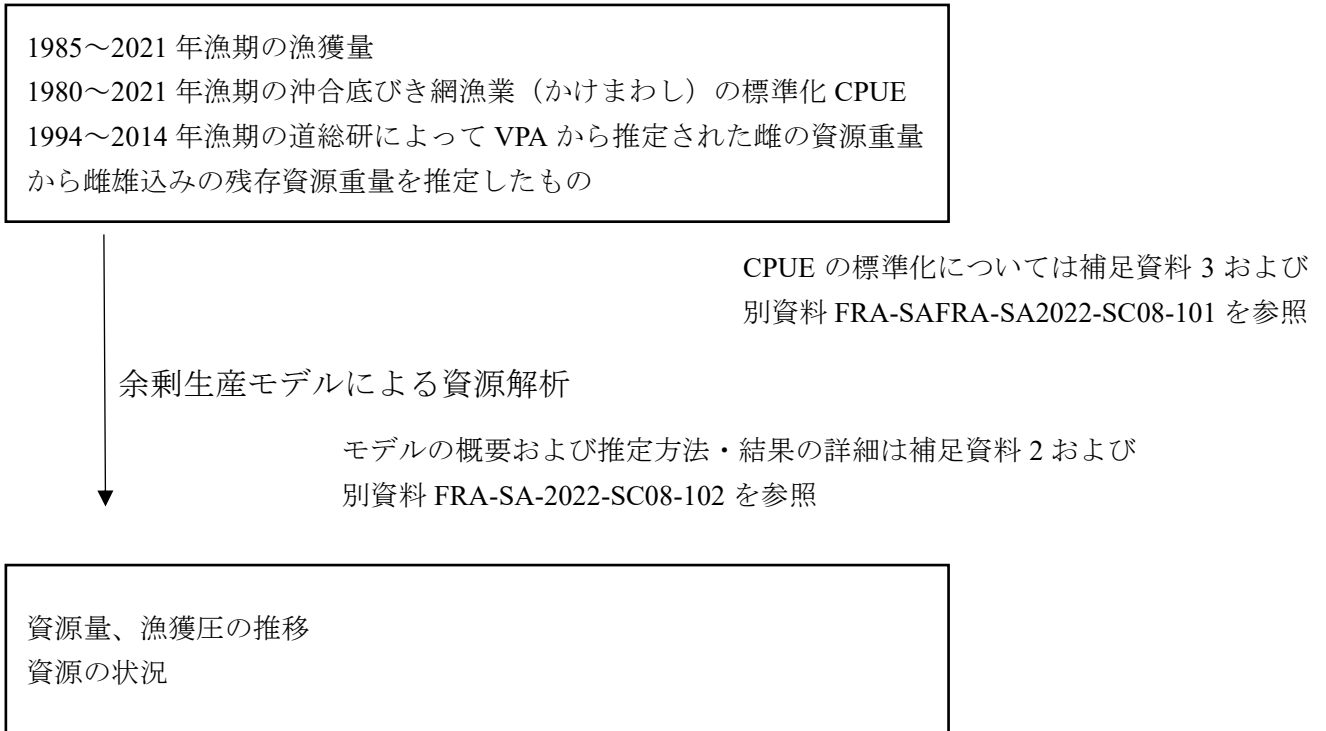 1985～2021 年漁期の漁獲量
1980～2021 年漁期の沖合底びき網漁業（かけまわし）の標準化 CPUE
1994～2014 年漁期の道総研によって VPA から推定された雌の資源重量
から雌雄込みの残存資源重量を推定したもの
CPUE の標準化については補足資料 3 および
別資料 FRA-SAFRA-SA2022-SC08-101 を参照
余剰生産モデルによる資源解析
モデルの概要および推定方法・結果の詳細は補足資料 2 および
別資料 FRA-SA-2022-SC08-102 を参照
資源量、漁獲圧の推移
資源の状況